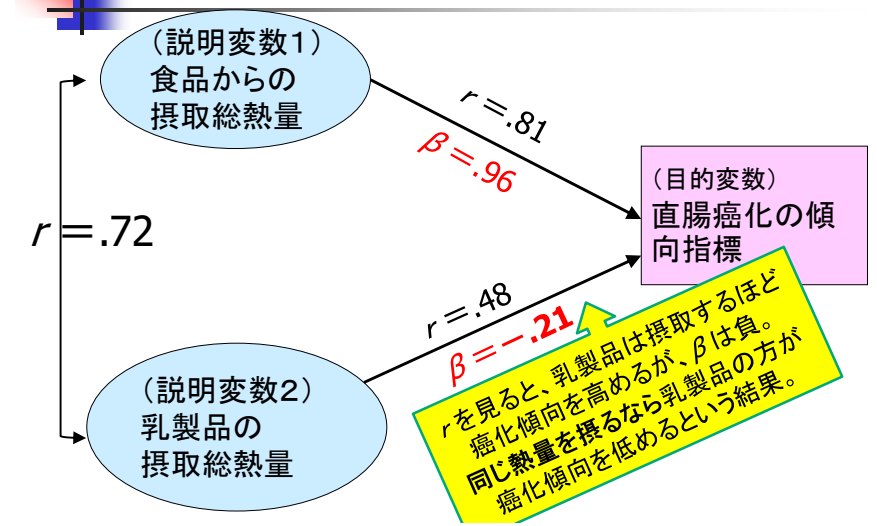 （説明変数１）
食品からの
摂取総熱量
r＝.81
β＝.96
（目的変数）
直腸癌化の傾
向指標
r＝.72
r＝.48
β＝－.21
rを見ると、乳製品は摂取するほど
癌化傾向を高めるが、βは負。
同じ熱量を摂るなら乳製品の方が
癌化傾向を低めるという結果。
（説明変数２）
乳製品の
摂取総熱量